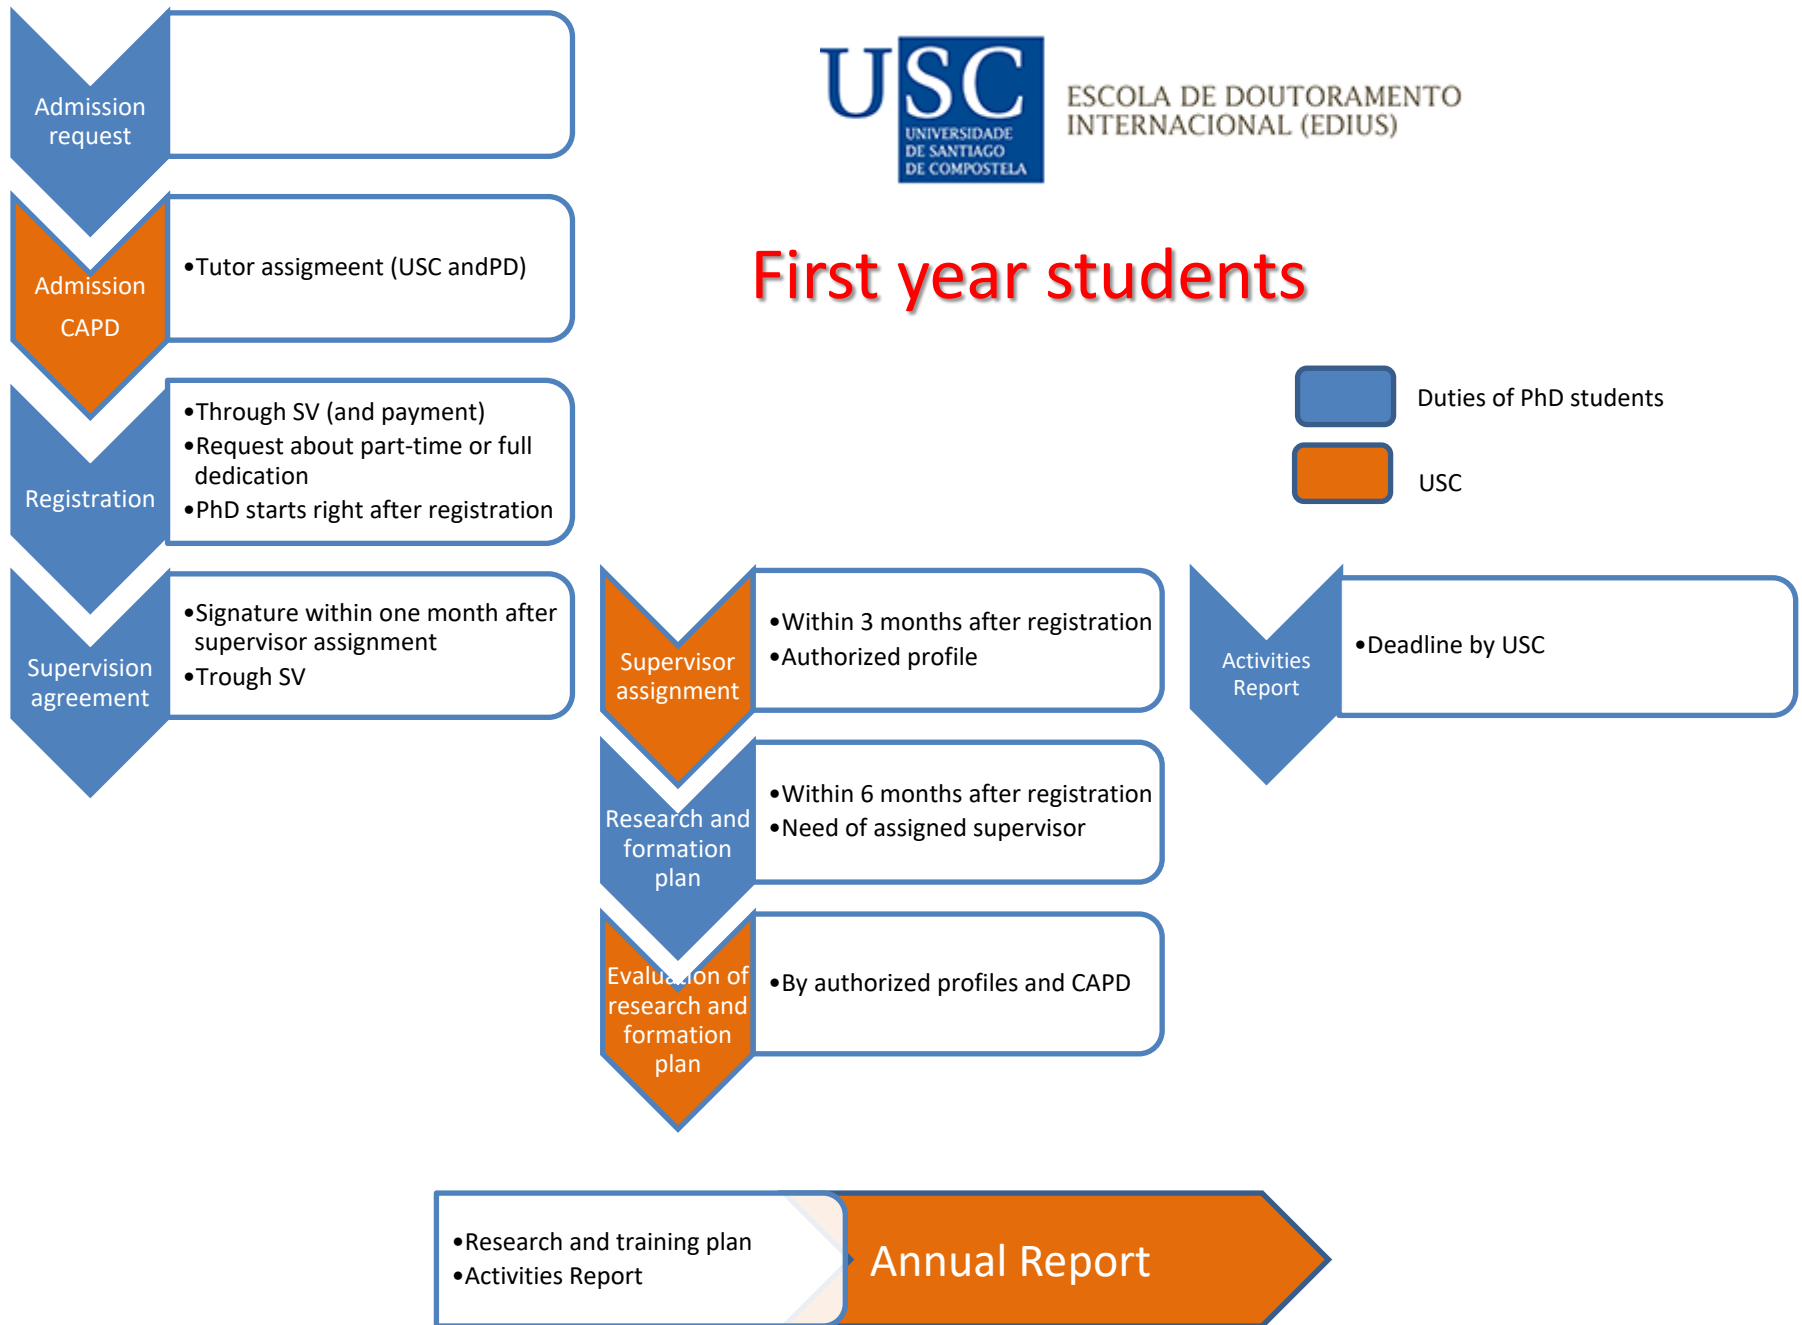 Admission
request
USC
UNIVERSIDADE
DE SANTIAGO
DE COMPOSTELA
ESCOLA DE DOUTORAMENTO
INTERNACIONAL (EDIUS)
First year students
Admission
CAPD
•Tutor assigmeent (USC andPD)
Duties of PhD students
USC
Registration
•Through SV (and payment)
•Request about part-time or full
dedication
•PhD starts right after registration
Supervision
agreement
•Signature within one month after
supervisor assignment
•Trough SV
Supervisor
assignment
•Within 3 months after registration
•Authorized profile
Research and
formation
plan
•Within 6 months after registration
•Need of assigned supervisor
Evaluation of
research and
formation
plan
•By authorized profiles and CAPD
Activities
Report
•Deadline by USC
•Research and training plan
•Activities Report
Annual Report